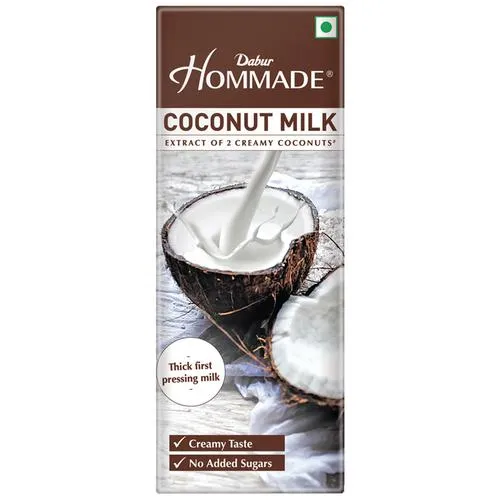 Dabur
HOMMADE®
COCONUT MILK
EXTRACT OF 2 CREAMY COCONUTS#
Thick first
pressing milk
✓ Creamy Taste
✓ No Added Sugars